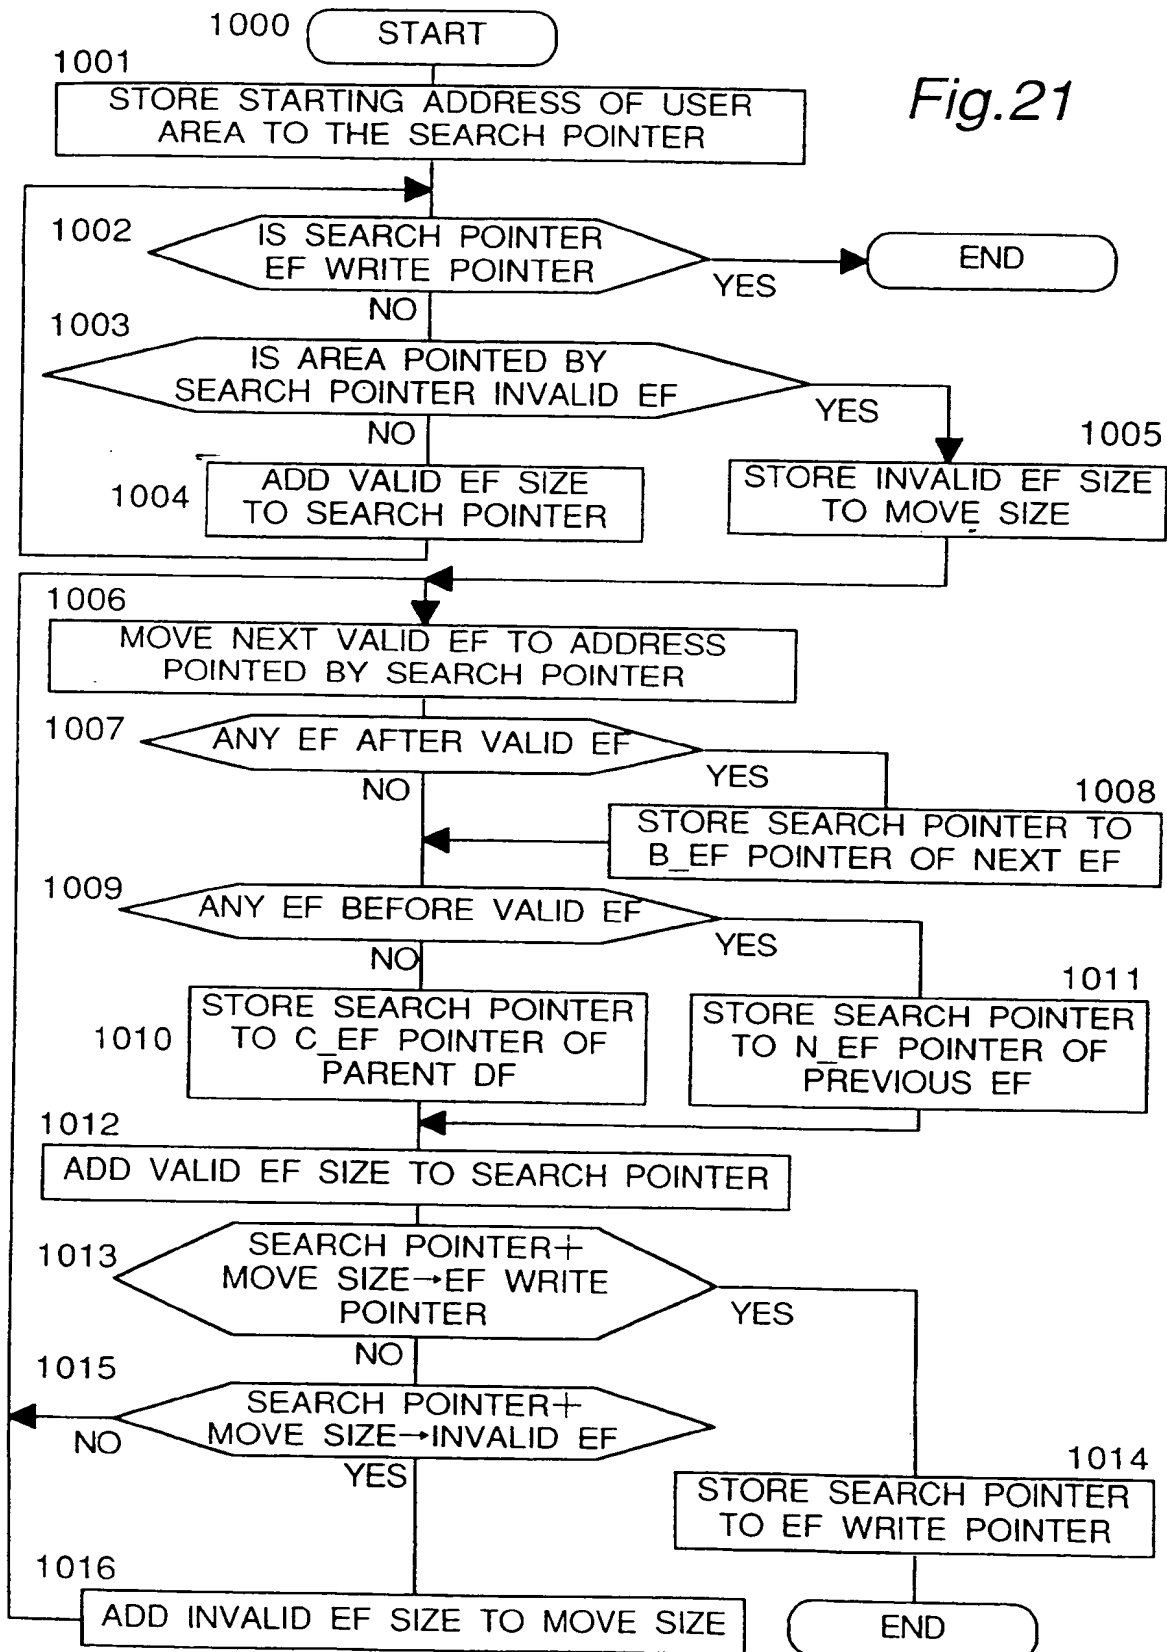 1000
START
Fig.21
1001
STORE STARTING ADDRESS OF USER
AREA TO THE SEARCH POINTER
1002
IS SEARCH POINTER
EF WRITE POINTER
YES
END
NO
1003
IS AREA POINTED BY
SEARCH POINTER INVALID EF
YES
NO
1004
ADD VALID EF SIZE
TO SEARCH POINTER
1005
STORE INVALID EF SIZE
TO MOVE SIZE
1006
MOVE NEXT VALID EF TO ADDRESS
POINTED BY SEARCH POINTER
1007
ANY EF AFTER VALID EF
YES
NO
1008
STORE SEARCH POINTER TO
B_EF POINTER OF NEXT EF
1009
ANY EF BEFORE VALID EF
YES
NO
1010
STORE SEARCH POINTER
TO C_EF POINTER OF
PARENT DF
1011
STORE SEARCH POINTER
TO N_EF POINTER OF
PREVIOUS EF
1012
ADD VALID EF SIZE TO SEARCH POINTER
1013
SEARCH POINTER+
MOVE SIZE→EF WRITE
POINTER
YES
NO
1015
SEARCH POINTER+
MOVE SIZE→INVALID EF
NO
YES
1014
STORE SEARCH POINTER
TO EF WRITE POINTER
1016
ADD INVALID EF SIZE TO MOVE SIZE
END